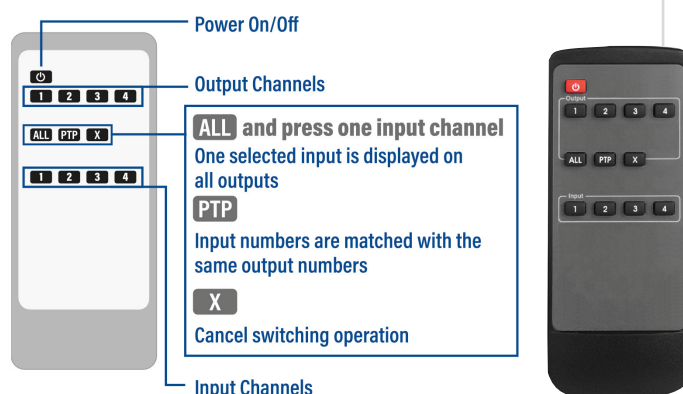 Power On/Off
Output Channels
1 2 3 4
ALL PTP X
1 2 3 4
ALL and press one input channel
One selected input is displayed on
all outputs
PTP
Input numbers are matched with the
same output numbers
X
Cancel switching operation
Input Channels
Output
1 2 3 4
ALL PTP X
Input
1 2 3 4